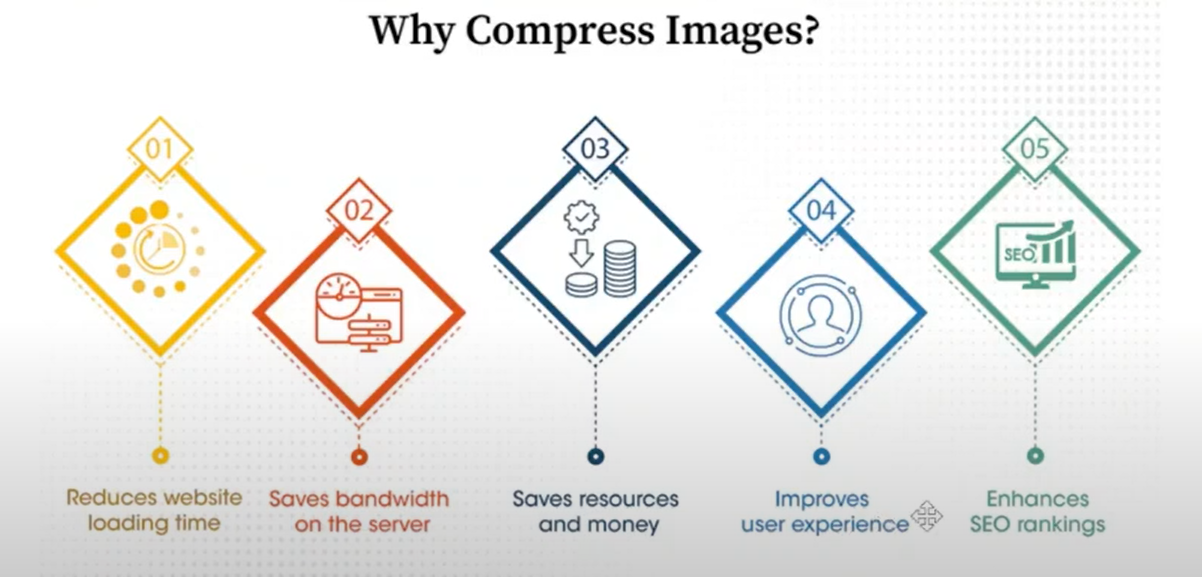 Why Compress Images?
01
02
03
04
05
SEO
Reduces website
loading time
Saves bandwidth
on the server
Saves resources
and money
Improves
user experience
Enhances
SEO rankings